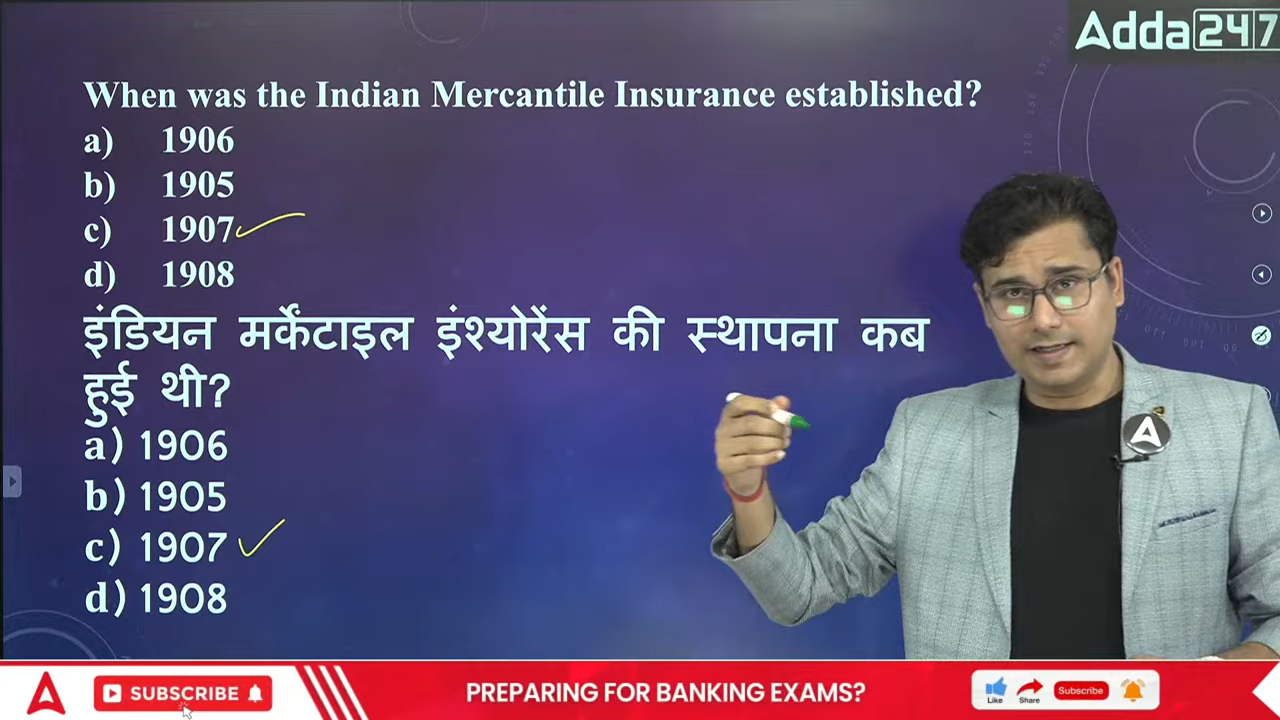 Adda247
When was the Indian Mercantile Insurance established?
a) 1906
b) 1905
c) 1907
d) 1908
इंडियन मर्केंटाइल इंश्योरेंस की स्थापना कब
हुई थी?
a) 1906
b) 1905
c) 1907
d) 1908
SUBSCRIBE
PREPARING FOR BANKING EXAMS?
Like
Share
Subscribe